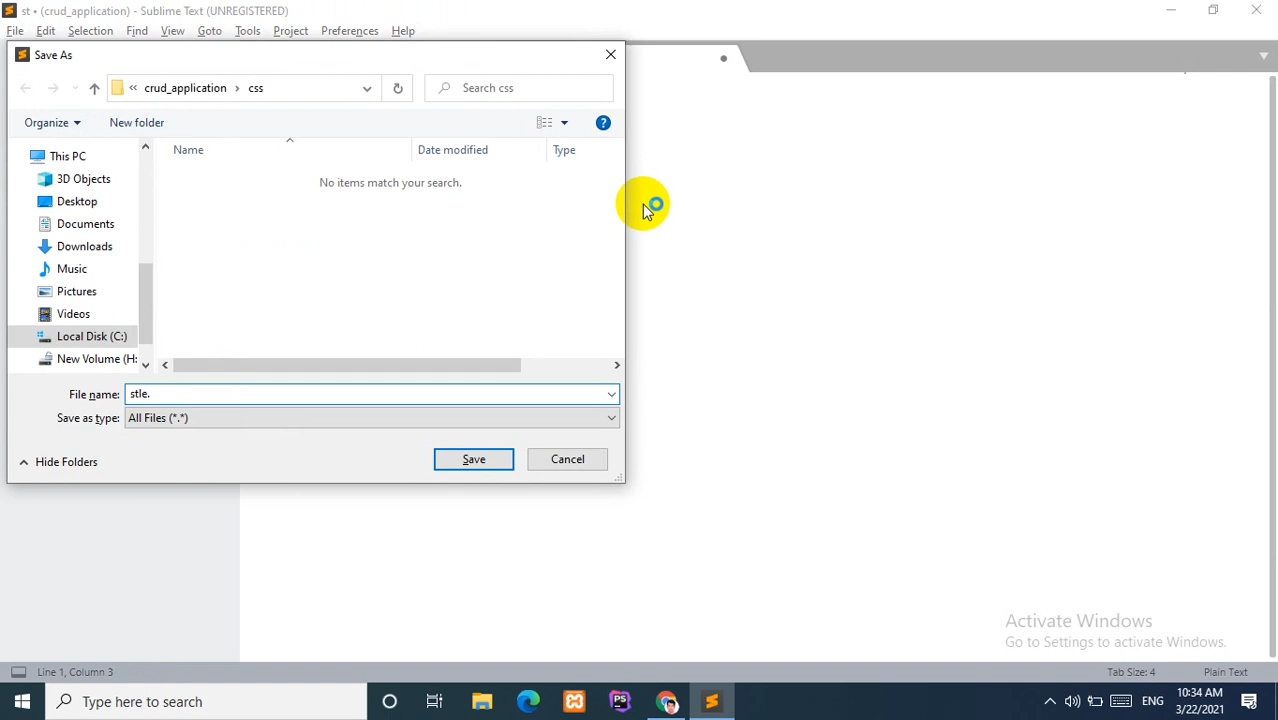 st • (crud_application) - Sublime Text (UNREGISTERED)
File Edit Selection Find View Goto Tools Project Preferences Help
Save As
« crud_application › css
Search css
Organize New folder
Name Date modified Type
No items match your search.
This PC
3D Objects
Desktop
Documents
Downloads
Music
Pictures
Videos
Local Disk (C:)
New Volume (H:
File name: stle.
Save as type: All Files (*.*)
Hide Folders Save Cancel
Activate Windows
Go to Settings to activate Windows.
Line 1, Column 3 Tab Size: 4 Plain Text
Type here to search
ENG
10:34 AM
3/22/2021